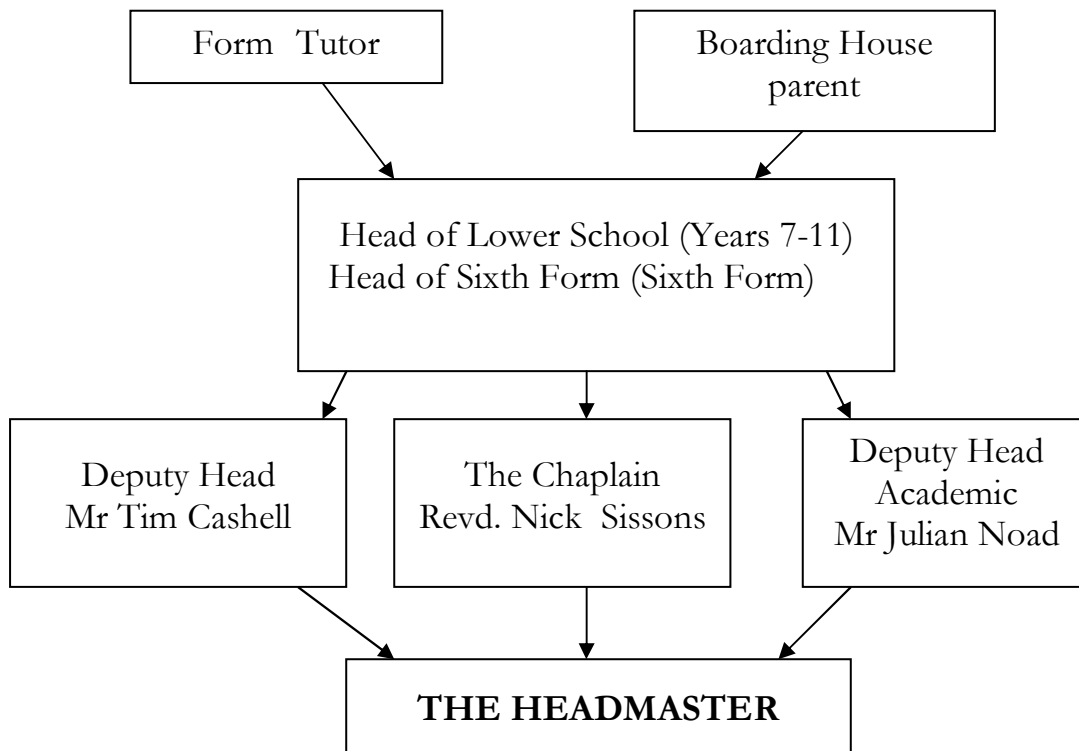 Form Tutor
Boarding House
parent
Head of Lower School (Years 7-11)
Head of Sixth Form (Sixth Form)
Deputy Head
Mr Tim Cashell
The Chaplain
Revd. Nick Sissons
Deputy Head
Academic
Mr Julian Noad
THE HEADMASTER